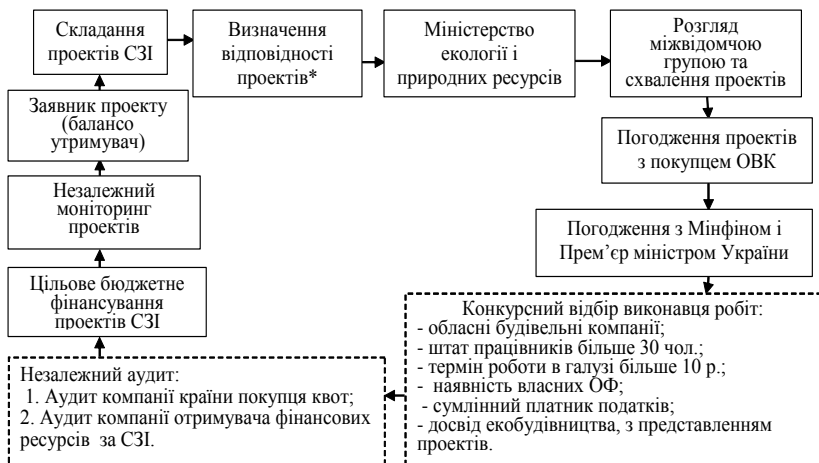 Складання
проектів СЗІ
Визначення
відповідності
проектів*
Міністерство
екології і
природних ресурсів
Розгляд
міжвідомчою
групою та
схвалення проектів
Заявник проекту
(балансо
утримувач)
Погодження проектів
з покупцем ОВК
Незалежний
моніторинг
проектів
Погодження з Мінфіном і
Прем’єр міністром України
Цільове бюджетне
фінансування
проектів СЗІ
Конкурсний відбір виконавця робіт:
- обласні будівельні компанії;
- штат працівників більше 30 чол.;
- термін роботи в галузі більше 10 р.;
- наявність власних ОФ;
- сумлінний платник податків;
- досвід екобудівництва, з представленням
проектів.
Незалежний аудит:
1. Аудит компанії країни покупця квот;
2. Аудит компанії отримувача фінансових
ресурсів за СЗІ.